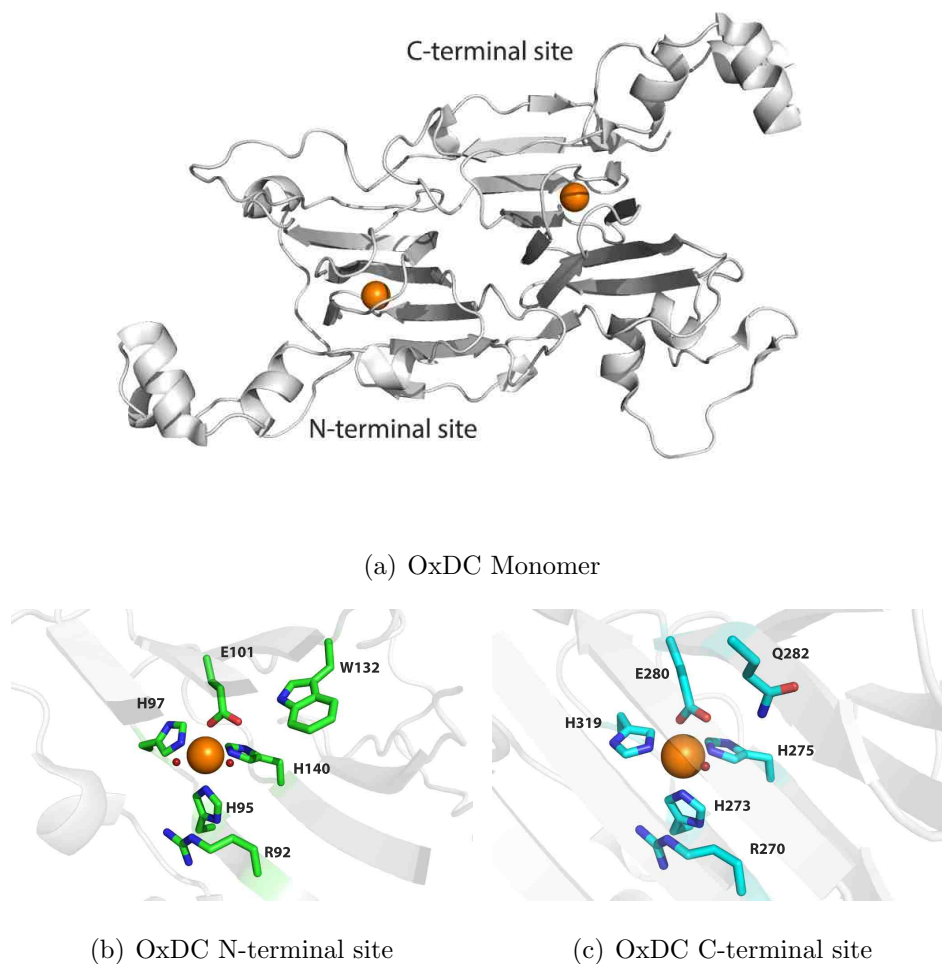 C-terminal site
N-terminal site
(a) OxDC Monomer
E101
W132
H97
H140
H95
R92
(b) OxDC N-terminal site
Q282
E280
H319
H275
H273
R270
(c) OxDC C-terminal site